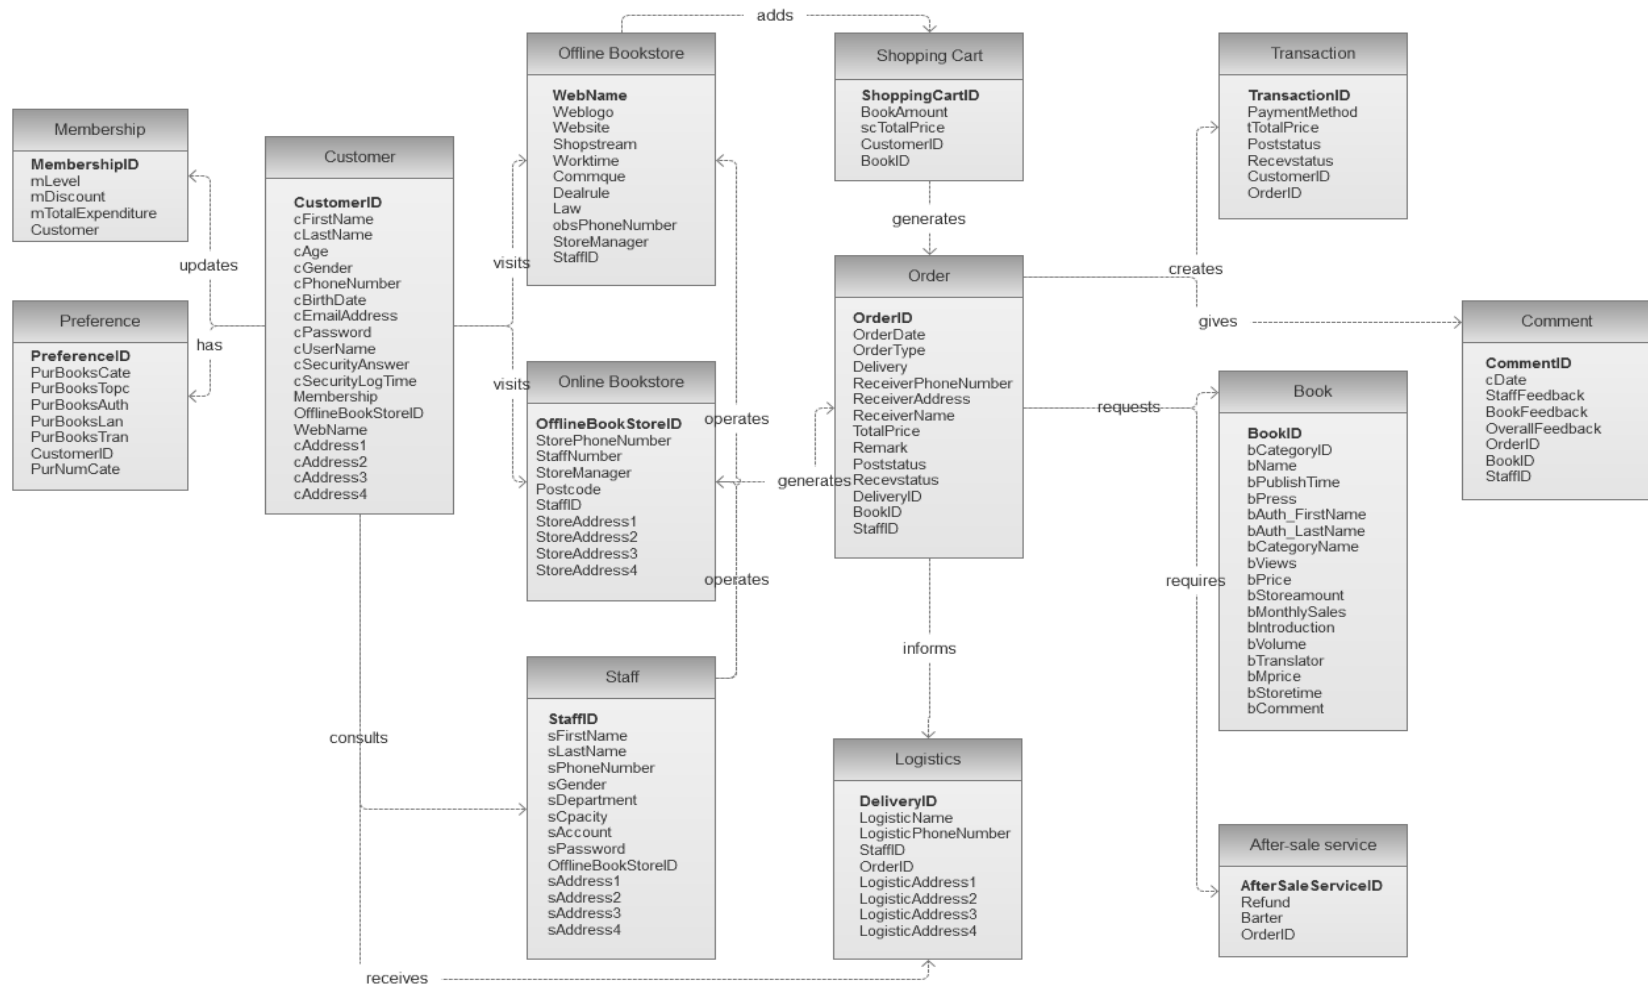 adds
Offline Bookstore
WebName
Weblogo
Website
Shopstream
Worktime
Commque
Dealrule
Law
obsPhoneNumber
StoreManager
StaffID
Shopping Cart
ShoppingCartID
BookAmount
scTotalPrice
CustomerID
BookID
Transaction
TransactionID
PaymentMethod
tTotalPrice
Poststatus
Recevstatus
CustomerID
OrderID
Membership
MembershipID
mLevel
mDiscount
mTotalExpenditure
Customer
Customer
CustomerID
cFirstName
cLastName
cAge
cGender
cPhoneNumber
cBirthDate
cEmailAddress
cPassword
cUserName
cSecurityAnswer
cSecurityLogTime
Membership
OfflineBookStoreID
WebName
cAddress1
cAddress2
cAddress3
cAddress4
updates
has
visits
visits
generates
creates
gives
Preference
PreferenceID
PurBooksCate
PurBooksTopc
PurBooksAuth
PurBooksLan
PurBooksTran
CustomerID
PurNumCate
Online Bookstore
OfflineBookStoreID
StorePhoneNumber
StaffNumber
StoreManager
Postcode
StaffID
StoreAddress1
StoreAddress2
StoreAddress3
StoreAddress4
operates
generates
operates
Order
OrderID
OrderDate
OrderType
Delivery
ReceiverPhoneNumber
ReceiverAddress
ReceiverName
TotalPrice
Remark
Poststatus
Recevstatus
DeliveryID
BookID
StaffID
requests
requires
Comment
CommentID
cDate
StaffFeedback
BookFeedback
OverallFeedback
OrderID
BookID
StaffID
Book
BookID
bCategoryID
bName
bPublishTime
bPress
bAuth_FirstName
bAuth_LastName
bCategoryName
bViews
bPrice
bStoreamount
bMonthlySales
bIntroduction
bVolume
bTranslator
bMprice
bStoretime
bComment
informs
consults
Staff
StaffID
sFirstName
sLastName
sPhoneNumber
sGender
sDepartment
sCpacity
sAccount
sPassword
OfflineBookStoreID
sAddress1
sAddress2
sAddress3
sAddress4
Logistics
DeliveryID
LogisticName
LogisticPhoneNumber
StaffID
OrderID
LogisticAddress1
LogisticAddress2
LogisticAddress3
LogisticAddress4
After-sale service
AfterSaleServiceID
Refund
Barter
OrderID
receives